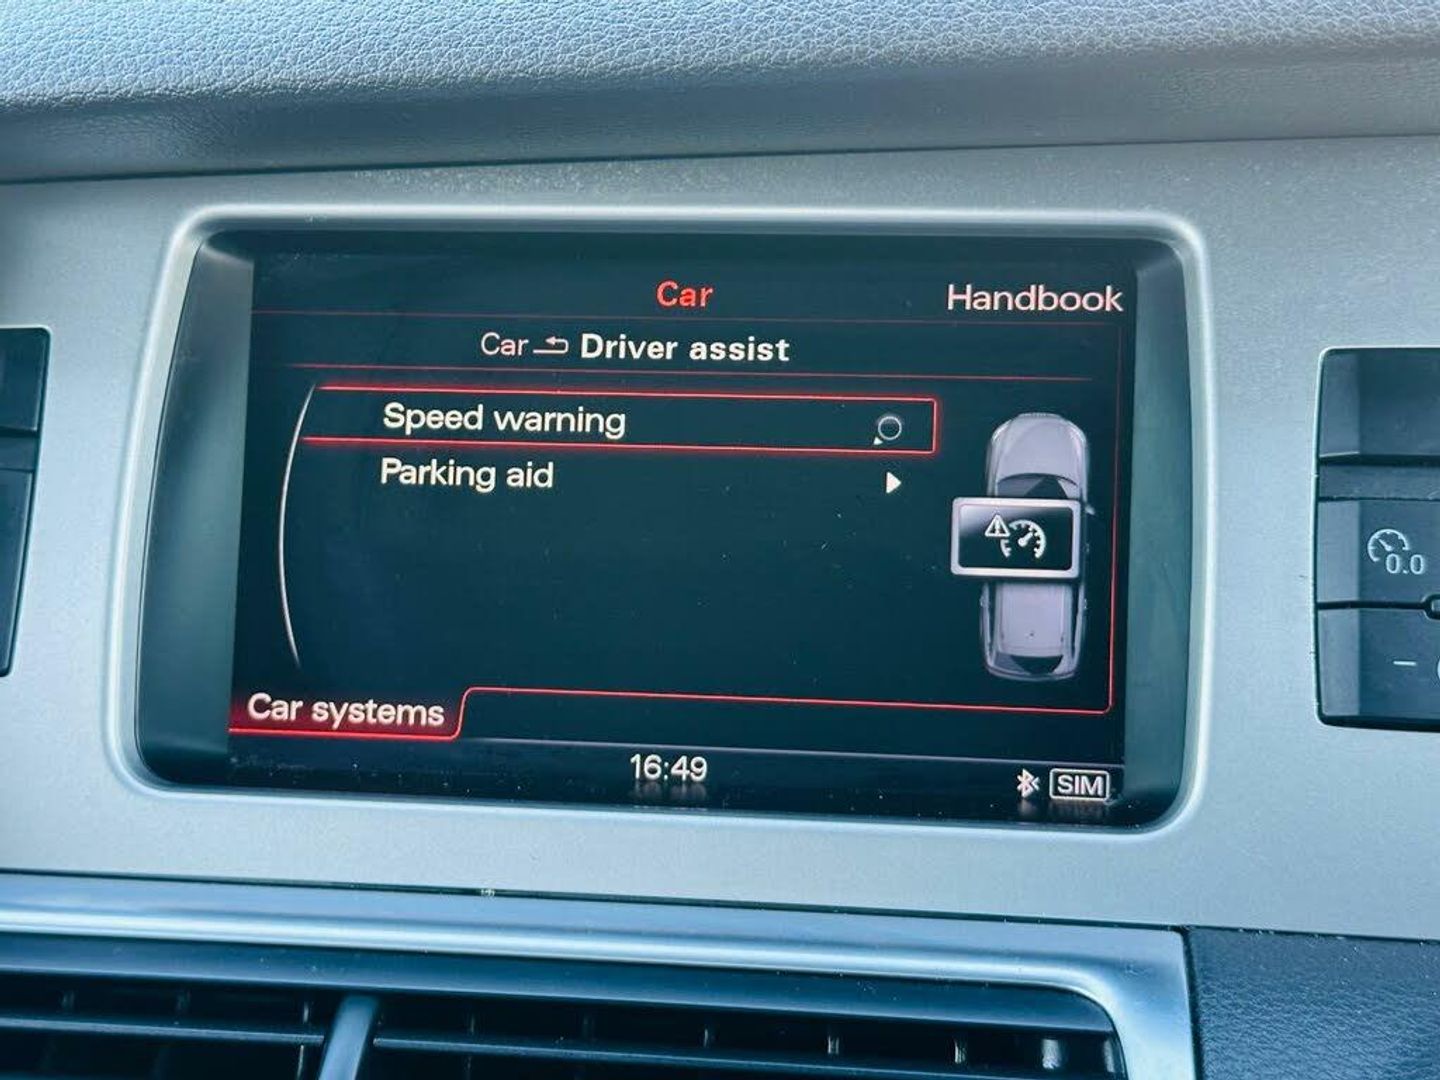 Car
Handbook
Car Driver assist
Speed warning
Parking aid
Car systems
16:49
SIM
0.0